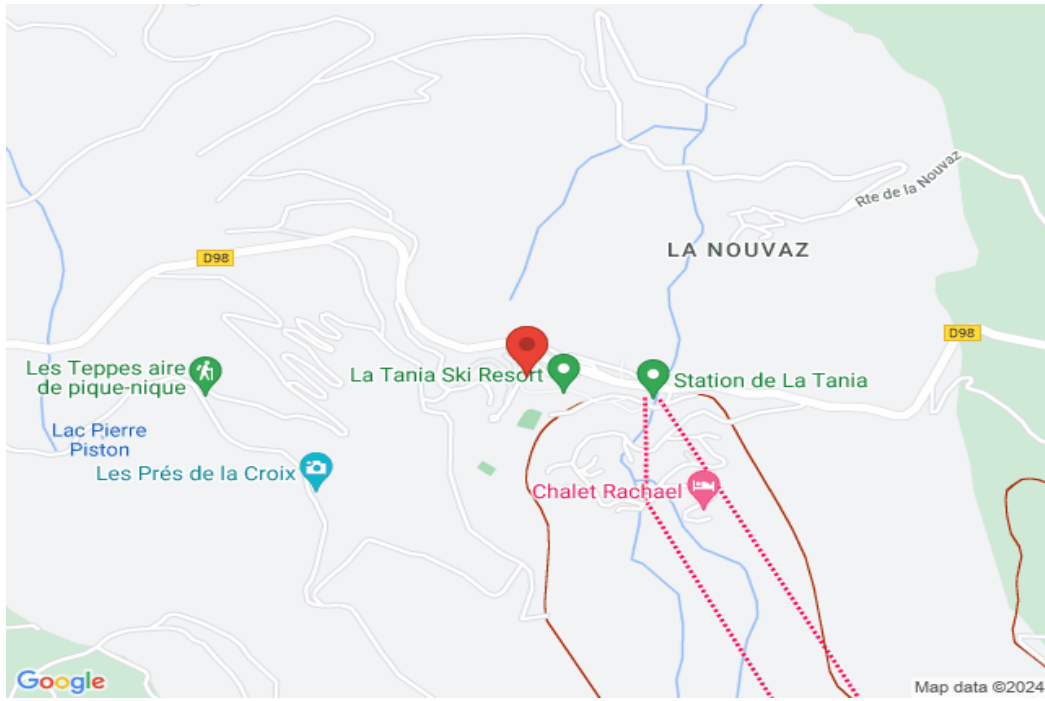 Rte de la Nouvaz
LA NOUVAZ
D98
D98
Les Teppes aire
de pique-nique
La Tania Ski Resort
Station de La Tania
Lac Pierre
Piston
Les Prés de la Croix
Chalet Rachael
Google
Map data ©2024